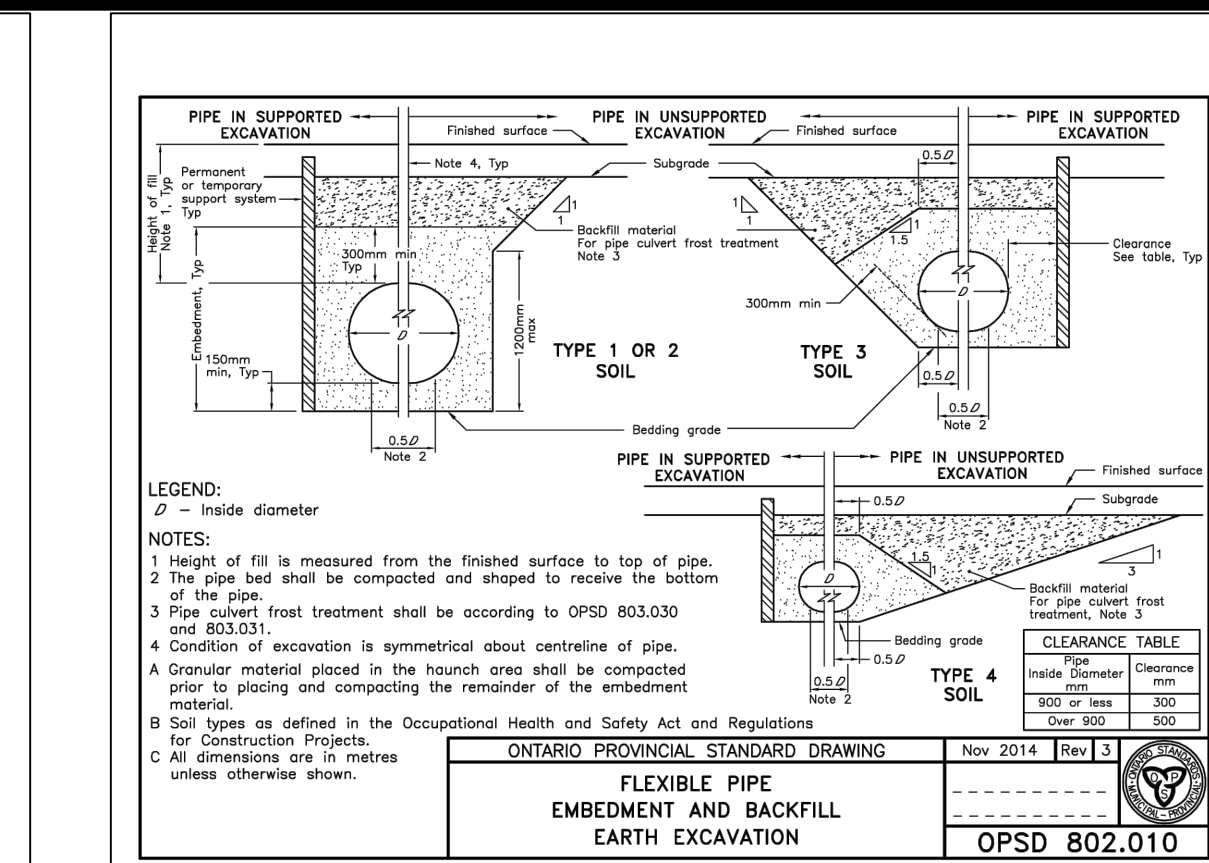 PIPE IN SUPPORTED
EXCAVATION
PIPE IN UNSUPPORTED
EXCAVATION
PIPE IN SUPPORTED
EXCAVATION
Finished surface
Finished surface
Note 4, Typ
Subgrade
0.5D
Height of fill
Note 1, Typ
Permanent
or temporary
support system
Typ
1
1
1
1
Backfill material
For pipe culvert frost treatment
Note 3
1
1.5
Clearance
See table, Typ
300mm min
Typ
Embedment, Typ
D
D
300mm min
1200mm
max
150mm
min, Typ
TYPE 1 OR 2
SOIL
TYPE 3
SOIL
0.5D
0.5D
Note 2
0.5D
Note 2
Bedding grade
PIPE IN SUPPORTED
EXCAVATION
PIPE IN UNSUPPORTED
EXCAVATION
Finished surface
Subgrade
0.5D
1.5
1
1
3
D
Backfill material
For pipe culvert frost
treatment, Note 3
Bedding grade
0.5D
0.5D
Note 2
TYPE 4
SOIL
LEGEND:
D – Inside diameter
NOTES:
1 Height of fill is measured from the finished surface to top of pipe.
2 The pipe bed shall be compacted and shaped to receive the bottom
of the pipe.
3 Pipe culvert frost treatment shall be according to OPSD 803.030
and 803.031.
4 Condition of excavation is symmetrical about centreline of pipe.
A Granular material placed in the haunch area shall be compacted
prior to placing and compacting the remainder of the embedment
material.
B Soil types as defined in the Occupational Health and Safety Act and Regulations
for Construction Projects.
C All dimensions are in metres
unless otherwise shown.
CLEARANCE TABLE
Pipe
Inside Diameter
mm
Clearance
mm
900 or less 300
Over 900 500
ONTARIO PROVINCIAL STANDARD DRAWING
Nov 2014 Rev 3
FLEXIBLE PIPE
EMBEDMENT AND BACKFILL
EARTH EXCAVATION
OPSD 802.010
STANDARDS
MUNICIPAL – PROVINCIAL
ONTARIO
OPS